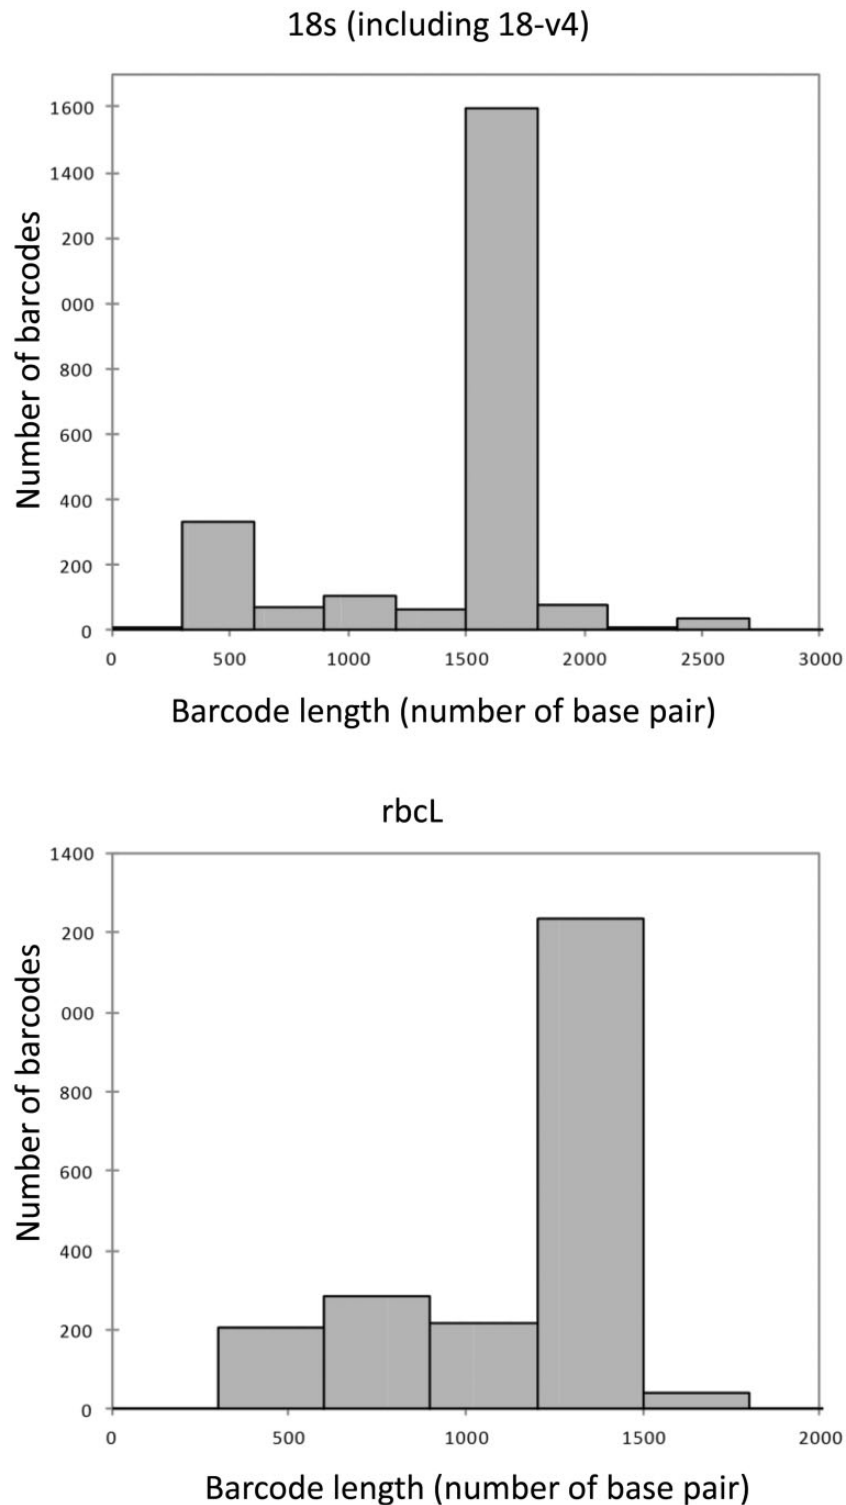 18s (including 18-v4)
Number of barcodes
1600
1400
200
000
800
600
400
200
0
0 500 1000 1500 2000 2500 3000
Barcode length (number of base pair)
rbcL
Number of barcodes
1400
200
000
800
600
400
200
0
0 500 1000 1500 2000
Barcode length (number of base pair)